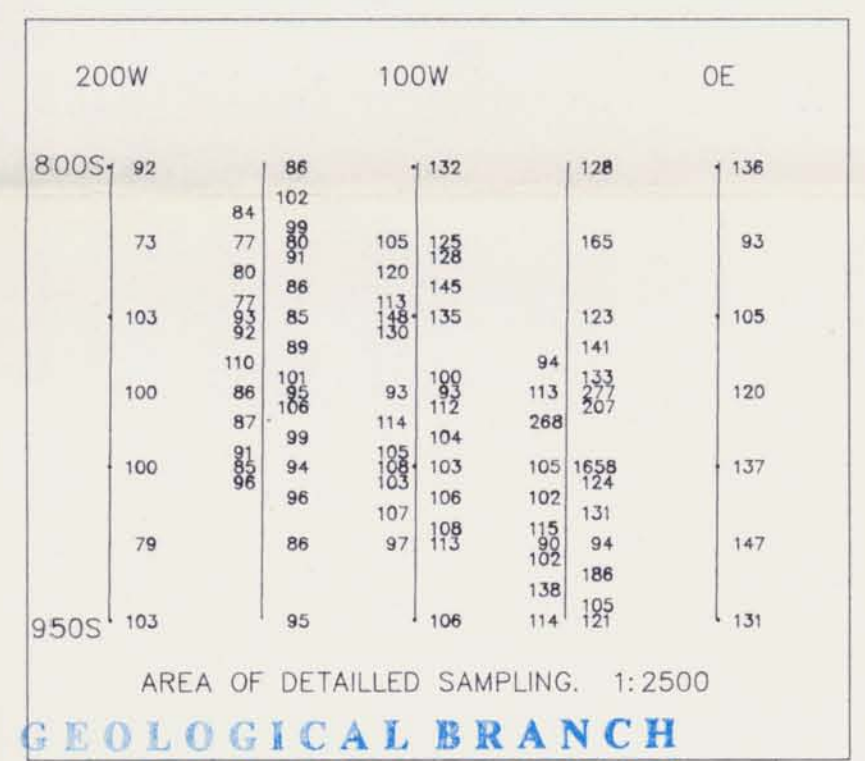 200W 100W 0E
800S 92 86 132 128 136
102
84
99
73 77 80 105 125 165 93
91 128
80 120
86 145
77 113
103 93 85 148 135 123 105
92 130
89 141
110 94
101 100 133
100 86 95 93 93 113 277 120
106 112 207
87 114 268
99 104
91 105
100 85 94 108 103 105 1658 137
96 103 124
96 106 102
107 131
108 115
79 86 97 113 90 94 147
102
186
138
105
950S 103 95 106 114 121 131
AREA OF DETAILLED SAMPLING. 1:2500
GEOLOGICAL BRANCH